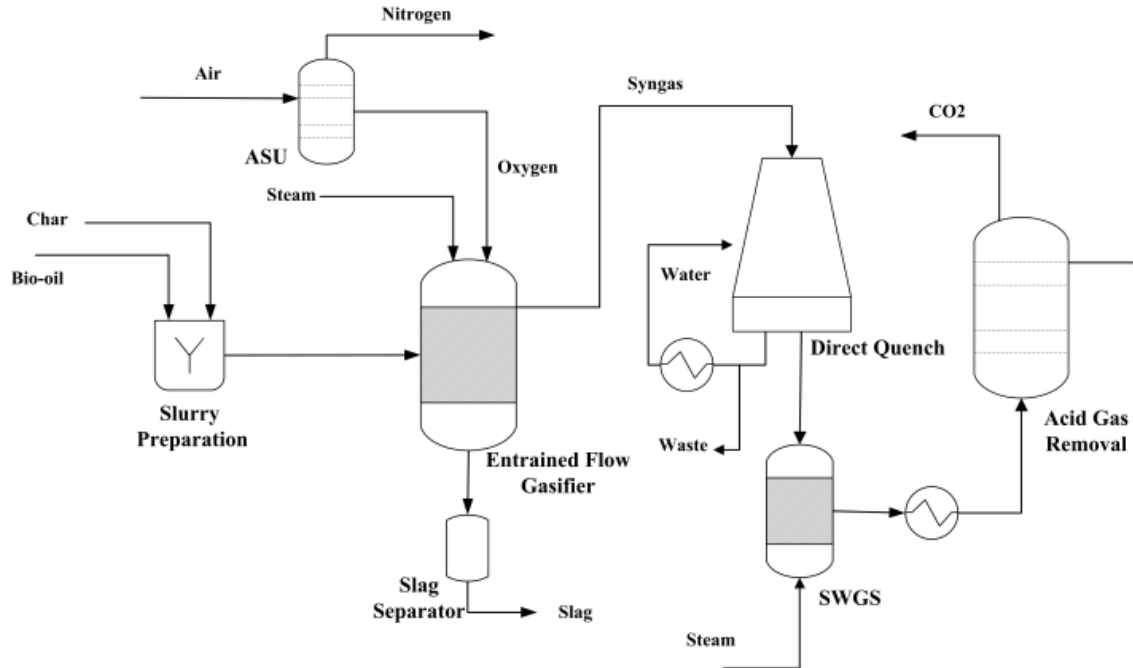 Nitrogen
Air
Syngas
CO2
ASU
Oxygen
Steam
Char
Bio-oil
Water
Direct Quench
Slurry
Preparation
Acid Gas
Removal
Waste
Entrained Flow
Gasifier
Slag
Separator
Slag
SWGS
Steam